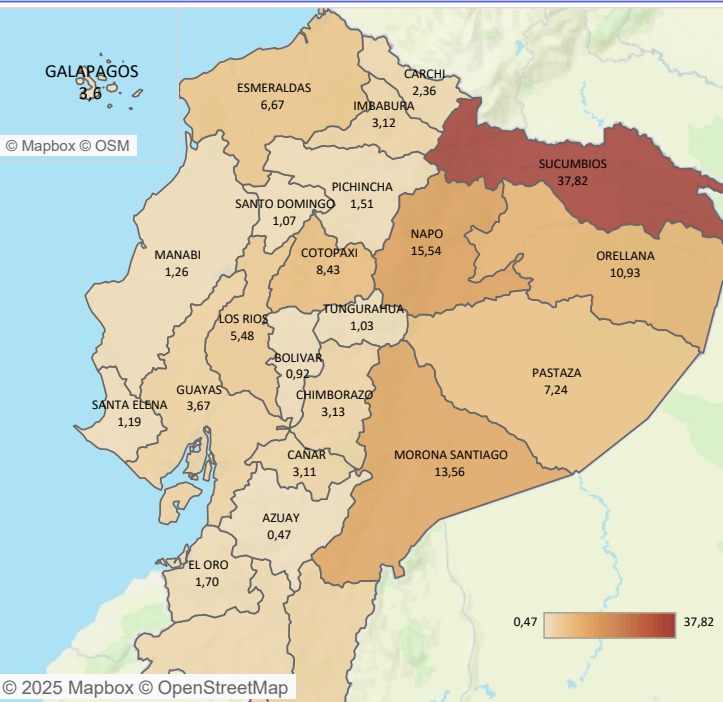 GALAPAGOS
3,6
© Mapbox © OSM
CARCHI
2,36
ESMERALDAS
6,67
IMBABURA
3,12
SUCUMBIOS
37,82
PICHINCHA
1,51
SANTO DOMINGO
1,07
NAPO
15,54
MANABI
1,26
COTOPAXI
8,43
ORELLANA
10,93
TUNGURAHUA
1,03
LOS RIOS
5,48
BOLIVAR
0,92
PASTAZA
7,24
GUAYAS
3,67
CHIMBORAZO
3,13
SANTA ELENA
1,19
CAÑAR
3,11
MORONA SANTIAGO
13,56
AZUAY
0,47
EL ORO
1,70
0,47
37,82
© 2025 Mapbox © OpenStreetMap